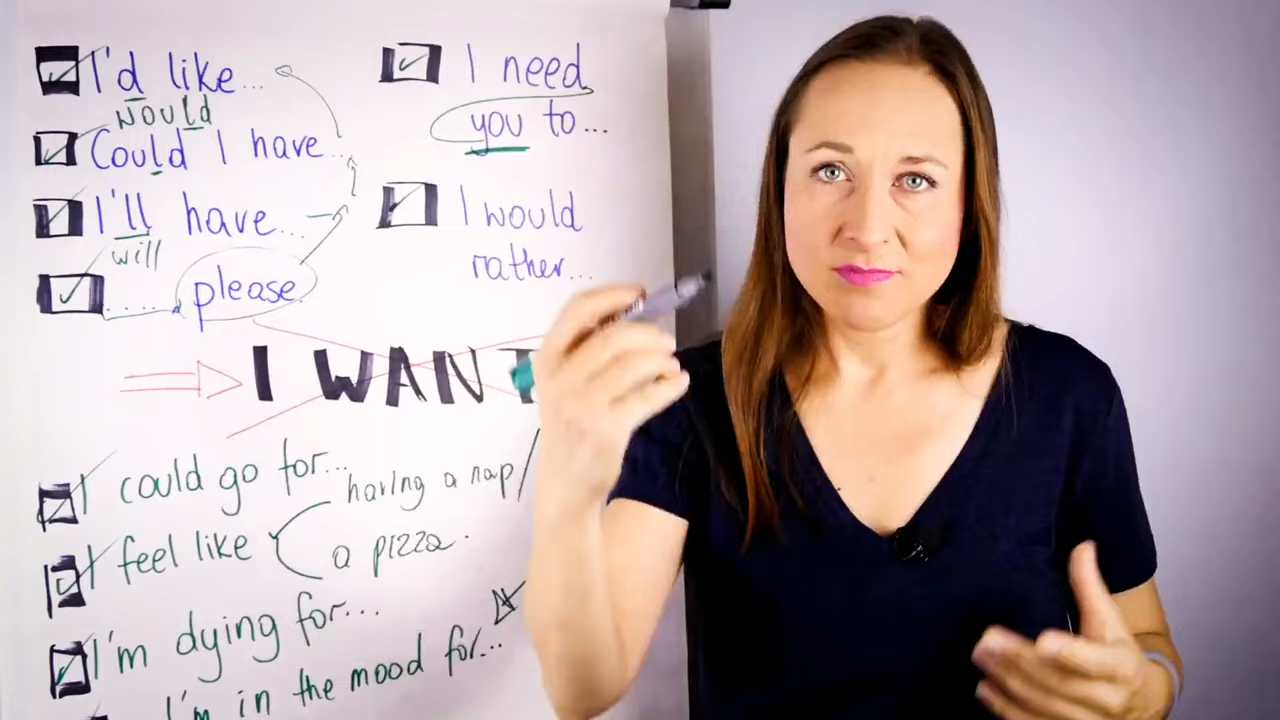 I'd like...
would
Could I have...
I'll have...
will
..... please
I need
you to...
I would
rather...
I WANT
I could go for...
having a nap/
I feel like
a pizza.
I'm dying for...
I'm in the mood for...